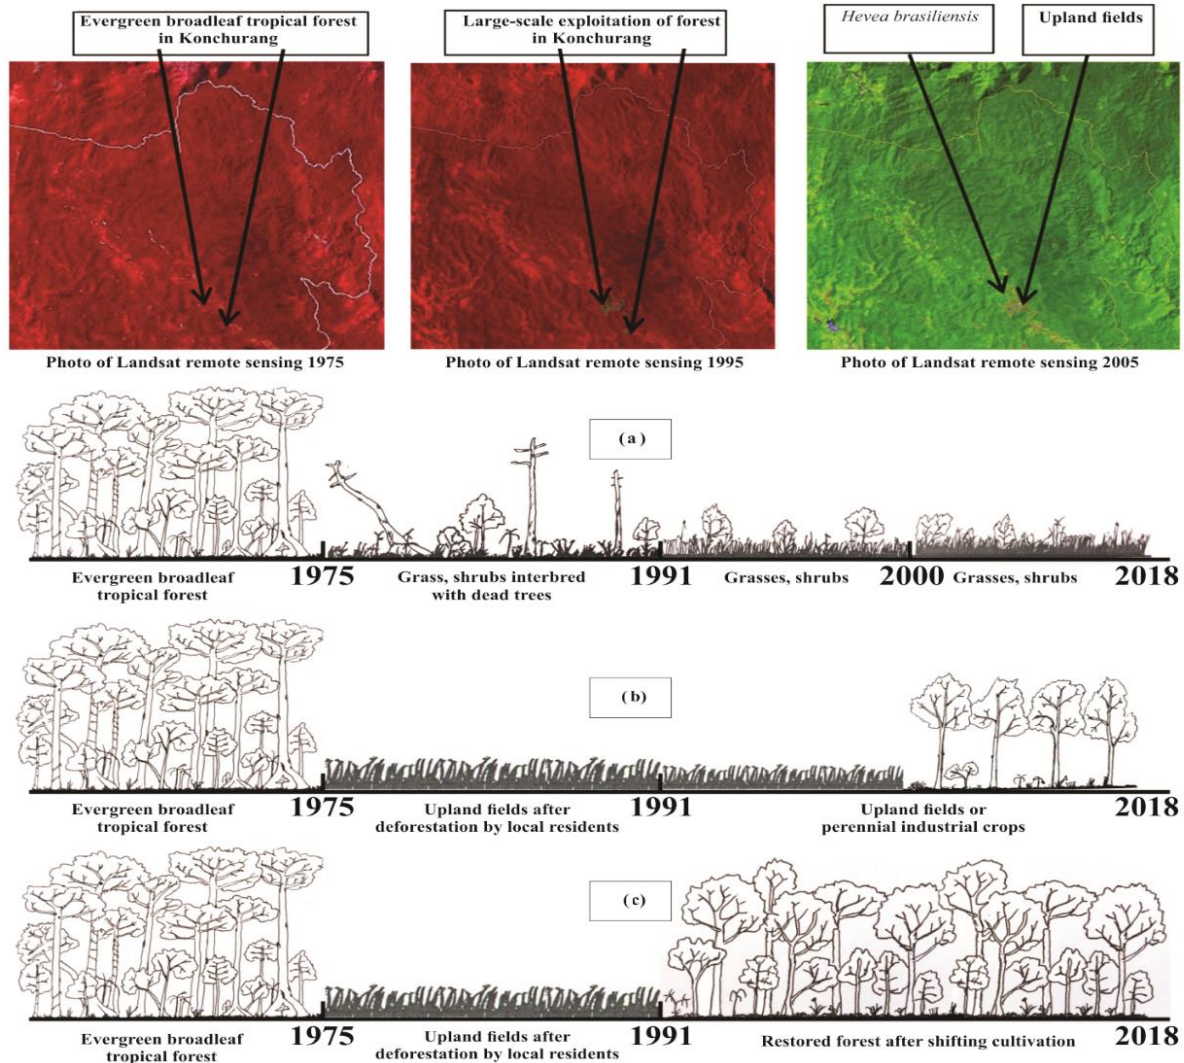 Evergreen broadleaf tropical forest
in Konchurang
Large-scale exploitation of forest
in Konchurang
Hevea brasiliensis
Upland fields
Photo of Landsat remote sensing 1975
Photo of Landsat remote sensing 1995
Photo of Landsat remote sensing 2005
(a)
Evergreen broadleaf
tropical forest
1975
Grass, shrubs interbred
with dead trees
1991
Grasses, shrubs
2000
Grasses, shrubs
2018
(b)
Evergreen broadleaf
tropical forest
1975
Upland fields after
deforestation by local residents
1991
Upland fields or
perennial industrial crops
2018
(c)
Evergreen broadleaf
tropical forest
1975
Upland fields after
deforestation by local residents
1991
Restored forest after shifting cultivation
2018